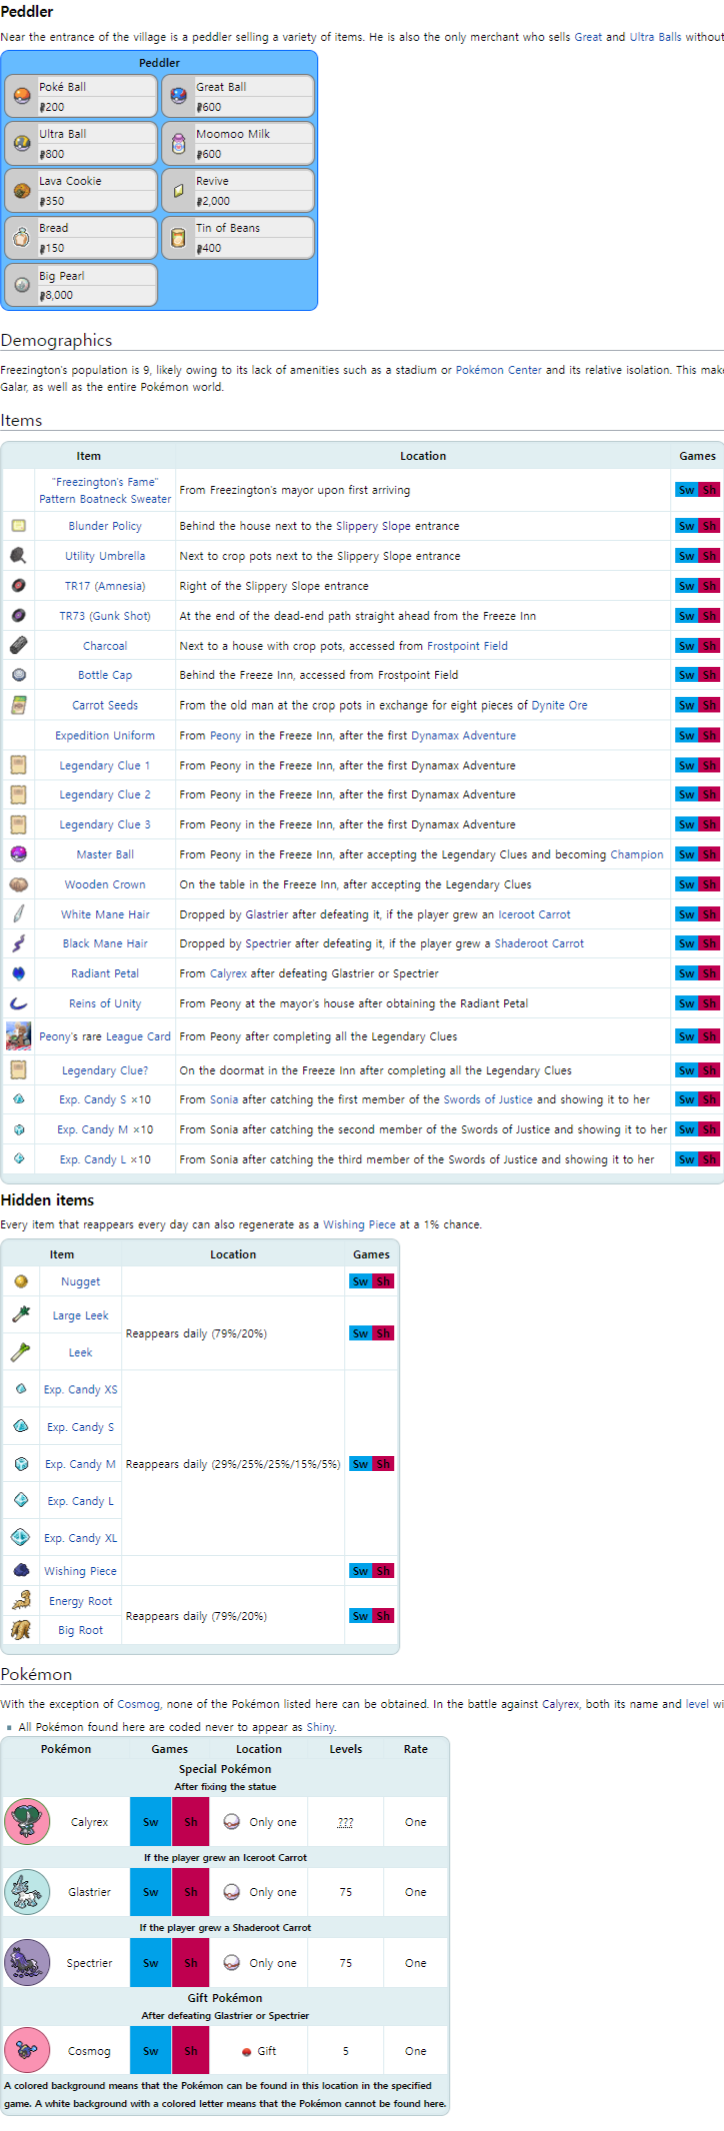 Peddler
Near the entrance of the village is a peddler selling a variety of items. He is also the only merchant who sells Great and Ultra Balls without
Peddler
Poké Ball Great Ball
₽200 ₽600
Ultra Ball Moomoo Milk
₽800 ₽600
Lava Cookie Revive
₽350 ₽2,000
Bread Tin of Beans
₽150 ₽400
Big Pearl
₽8,000
Demographics
Freezington's population is 9, likely owing to its lack of amenities such as a stadium or Pokémon Center and its relative isolation. This mak
Galar, as well as the entire Pokémon world.
Items
Item Location Games
"Freezington's Fame"
Pattern Boatneck Sweater From Freezington's mayor upon first arriving Sw Sh
Blunder Policy Behind the house next to the Slippery Slope entrance Sw Sh
Utility Umbrella Next to crop pots next to the Slippery Slope entrance Sw Sh
TR17 (Amnesia) Right of the Slippery Slope entrance Sw Sh
TR73 (Gunk Shot) At the end of the dead-end path straight ahead from the Freeze Inn Sw Sh
Charcoal Next to a house with crop pots, accessed from Frostpoint Field Sw Sh
Bottle Cap Behind the Freeze Inn, accessed from Frostpoint Field Sw Sh
Carrot Seeds From the old man at the crop pots in exchange for eight pieces of Dynite Ore Sw Sh
Expedition Uniform From Peony in the Freeze Inn, after the first Dynamax Adventure Sw Sh
Legendary Clue 1 From Peony in the Freeze Inn, after the first Dynamax Adventure Sw Sh
Legendary Clue 2 From Peony in the Freeze Inn, after the first Dynamax Adventure Sw Sh
Legendary Clue 3 From Peony in the Freeze Inn, after the first Dynamax Adventure Sw Sh
Master Ball From Peony in the Freeze Inn, after accepting the Legendary Clues and becoming Champion Sw Sh
Wooden Crown On the table in the Freeze Inn, after accepting the Legendary Clues Sw Sh
White Mane Hair Dropped by Glastrier after defeating it, if the player grew an Iceroot Carrot Sw Sh
Black Mane Hair Dropped by Spectrier after defeating it, if the player grew a Shaderoot Carrot Sw Sh
Radiant Petal From Calyrex after defeating Glastrier or Spectrier Sw Sh
Reins of Unity From Peony at the mayor's house after obtaining the Radiant Petal Sw Sh
Peony's rare League Card From Peony after completing all the Legendary Clues Sw Sh
Legendary Clue? On the doormat in the Freeze Inn after completing all the Legendary Clues Sw Sh
Exp. Candy S ×10 From Sonia after catching the first member of the Swords of Justice and showing it to her Sw Sh
Exp. Candy M ×10 From Sonia after catching the second member of the Swords of Justice and showing it to her Sw Sh
Exp. Candy L ×10 From Sonia after catching the third member of the Swords of Justice and showing it to her Sw Sh
Hidden items
Every item that reappears every day can also regenerate as a Wishing Piece at a 1% chance.
Item Location Games
Nugget Sw Sh
Large Leek
Reappears daily (79%/20%) Sw Sh
Leek
Exp. Candy XS
Exp. Candy S
Exp. Candy M Reappears daily (29%/25%/25%/15%/5%) Sw Sh
Exp. Candy L
Exp. Candy XL
Wishing Piece Sw Sh
Energy Root
Reappears daily (79%/20%) Sw Sh
Big Root
Pokémon
With the exception of Cosmog, none of the Pokémon listed here can be obtained. In the battle against Calyrex, both its name and level wi
All Pokémon found here are coded never to appear as Shiny.
Pokémon Games Location Levels Rate
Special Pokémon
After fixing the statue
Calyrex Sw Sh Only one ??? One
If the player grew an Iceroot Carrot
Glastrier Sw Sh Only one 75 One
If the player grew a Shaderoot Carrot
Spectrier Sw Sh Only one 75 One
Gift Pokémon
After defeating Glastrier or Spectrier
Cosmog Sw Sh Gift 5 One
A colored background means that the Pokémon can be found in this location in the specified
game. A white background with a colored letter means that the Pokémon cannot be found here.